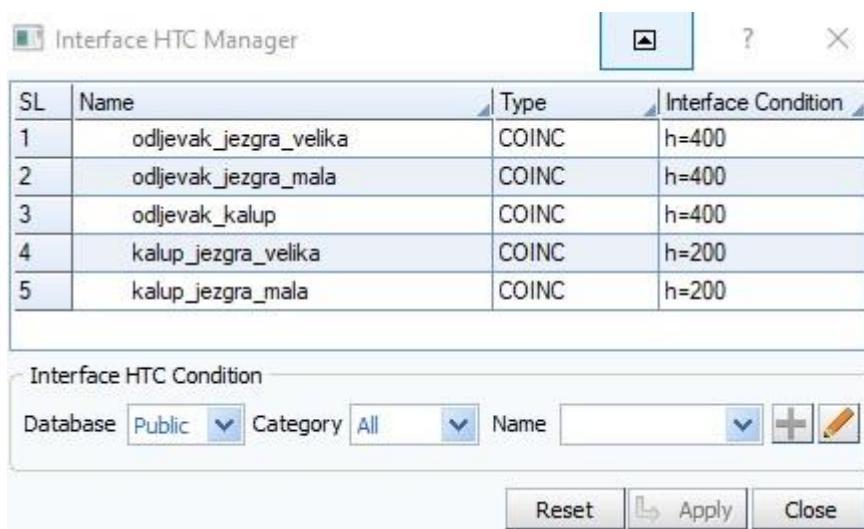 Interface HTC Manager ?
SL Name Type Interface Condition
1 odljevak_jezgra_velika COINC h=400
2 odljevak_jezgra_mala COINC h=400
3 odljevak_kalup COINC h=400
4 kalup_jezgra_velika COINC h=200
5 kalup_jezgra_mala COINC h=200
Interface HTC Condition
Database Public Category All Name
Reset Apply Close